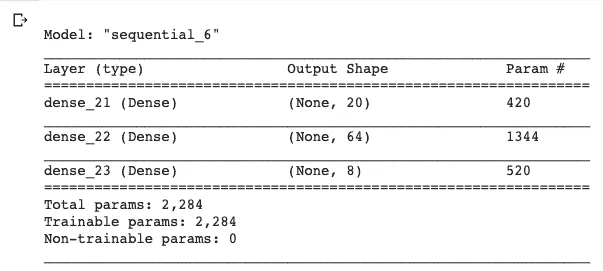 Model: "sequential_6"
Layer (type) Output Shape Param #
dense_21 (Dense) (None, 20) 420
dense_22 (Dense) (None, 64) 1344
dense_23 (Dense) (None, 8) 520
Total params: 2,284
Trainable params: 2,284
Non-trainable params: 0